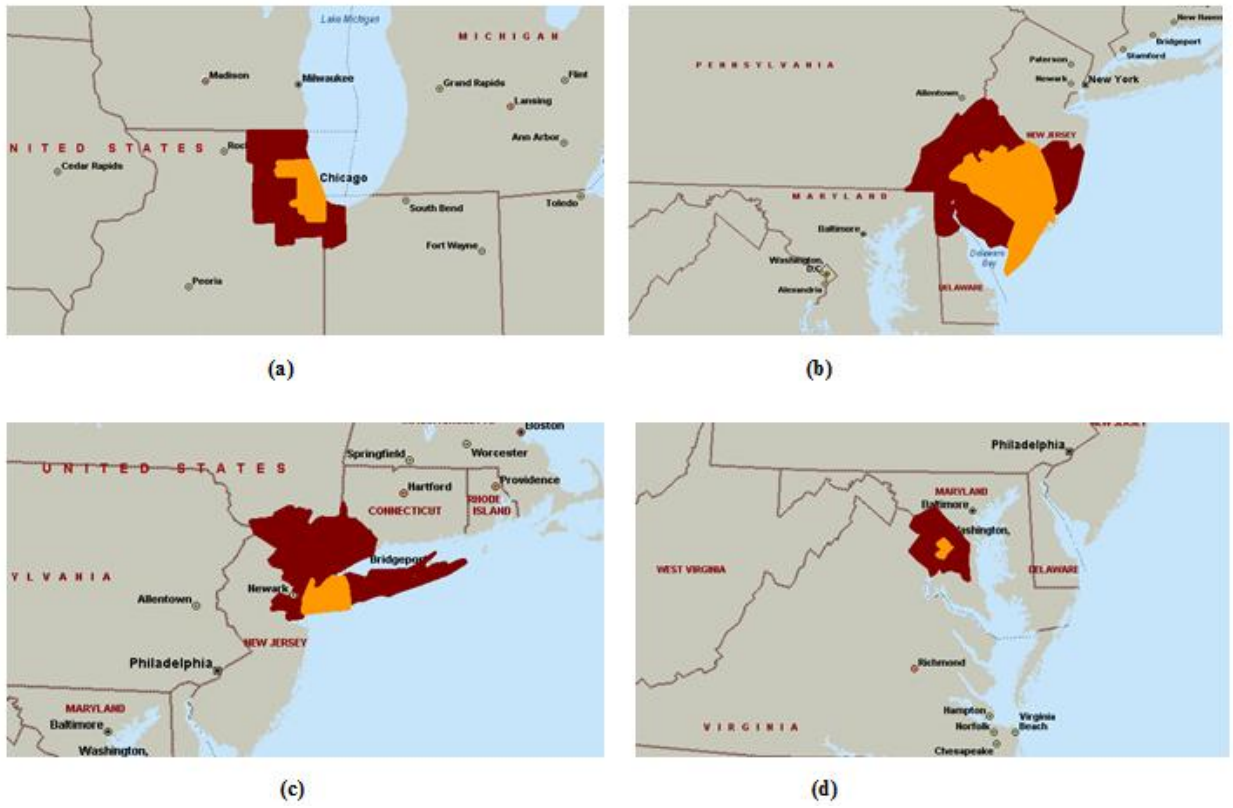 Lake Michigan
MICHIGAN
Madison
Milwaukee
Grand Rapids
Flint
Lansing
Ann Arbor
NITED STATES
Rocl
Cedar Rapids
Chicago
South Bend
Toledo
Fort Wayne
Peoria
(a)
New Haven
Bridgeport
Stamford
Paterson
PENNSYLVANIA
Newark
New York
Allentown
NEW JERSEY
MARYLAND
Baltimore
Washington,
D.C.
Alexandria
Delaware
Bay
DELAWARE
(b)
Boston
Springfield
Worcester
UNITED STATES
Hartford
Providence
CONNECTICUT
RHODE
ISLAND
Bridgeport
YLVANIA
Newark
Allentown
NEW JERSEY
Philadelphia
MARYLAND
Baltimore
Washington,
(c)
NEW JERSEY
Philadelphia
MARYLAND
Baltimore
Washington,
WEST VIRGINIA
DELAWARE
Richmond
Hampton
Virginia
Norfolk
Beach
VIRGINIA
Chesapeake
(d)